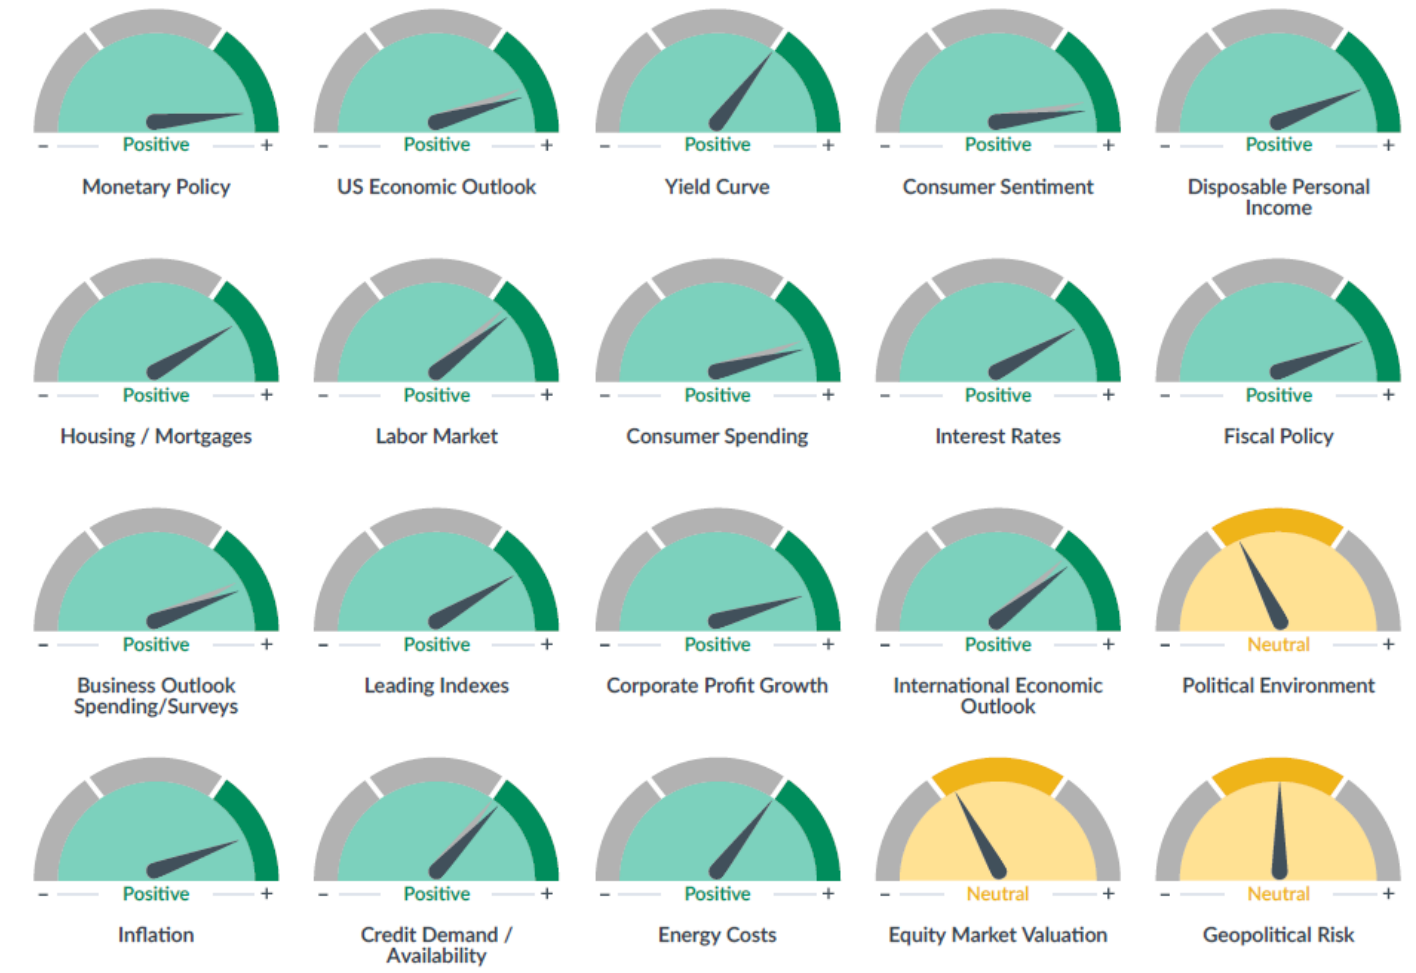 - Positive +
- Positive +
- Positive +
- Positive +
- Positive +
Monetary Policy
US Economic Outlook
Yield Curve
Consumer Sentiment
Disposable Personal
Income
- Positive +
- Positive +
- Positive +
- Positive +
- Positive +
Housing / Mortgages
Labor Market
Consumer Spending
Interest Rates
Fiscal Policy
- Positive +
- Positive +
- Positive +
- Positive +
- Neutral +
Business Outlook
Spending/Surveys
Leading Indexes
Corporate Profit Growth
International Economic
Outlook
Political Environment
- Positive +
- Positive +
- Positive +
- Neutral +
- Neutral +
Inflation
Credit Demand /
Availability
Energy Costs
Equity Market Valuation
Geopolitical Risk